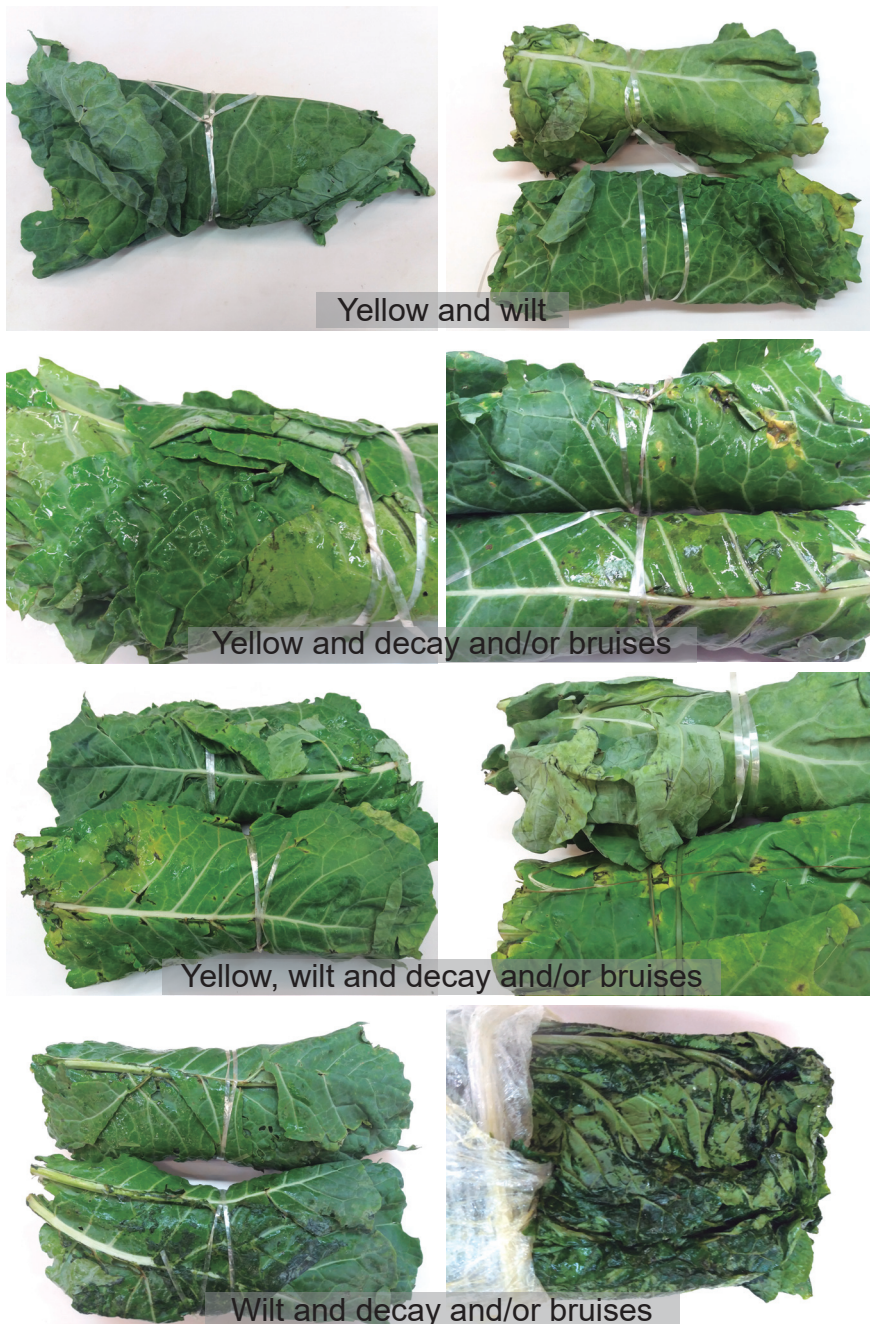 Yellow and wilt
Yellow and decay and/or bruises
Yellow, wilt and decay and/or bruises
Wilt and decay and/or bruises